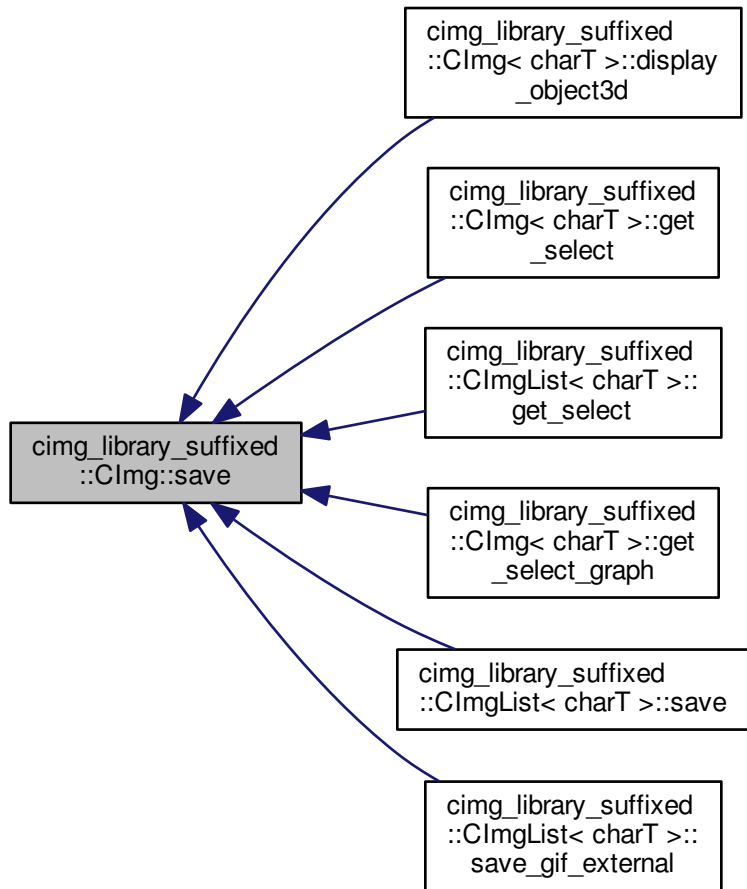 cimg_library_suffixed
::CImg< charT >::display
_object3d
cimg_library_suffixed
::CImg< charT >::get
_select
cimg_library_suffixed
::CImgList< charT >::
get_select
cimg_library_suffixed
::CImg::save
cimg_library_suffixed
::CImg< charT >::get
_select_graph
cimg_library_suffixed
::CImgList< charT >::save
cimg_library_suffixed
::CImgList< charT >::
save_gif_external